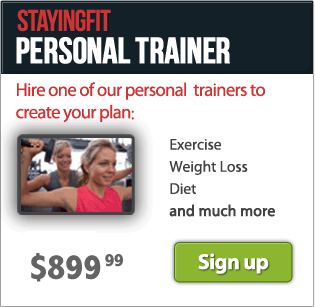 STAYINGFIT
PERSONAL TRAINER
Hire one of our personal trainers to
create your plan:
Exercise
Weight Loss
Diet
and much more
$899 99
Sign up